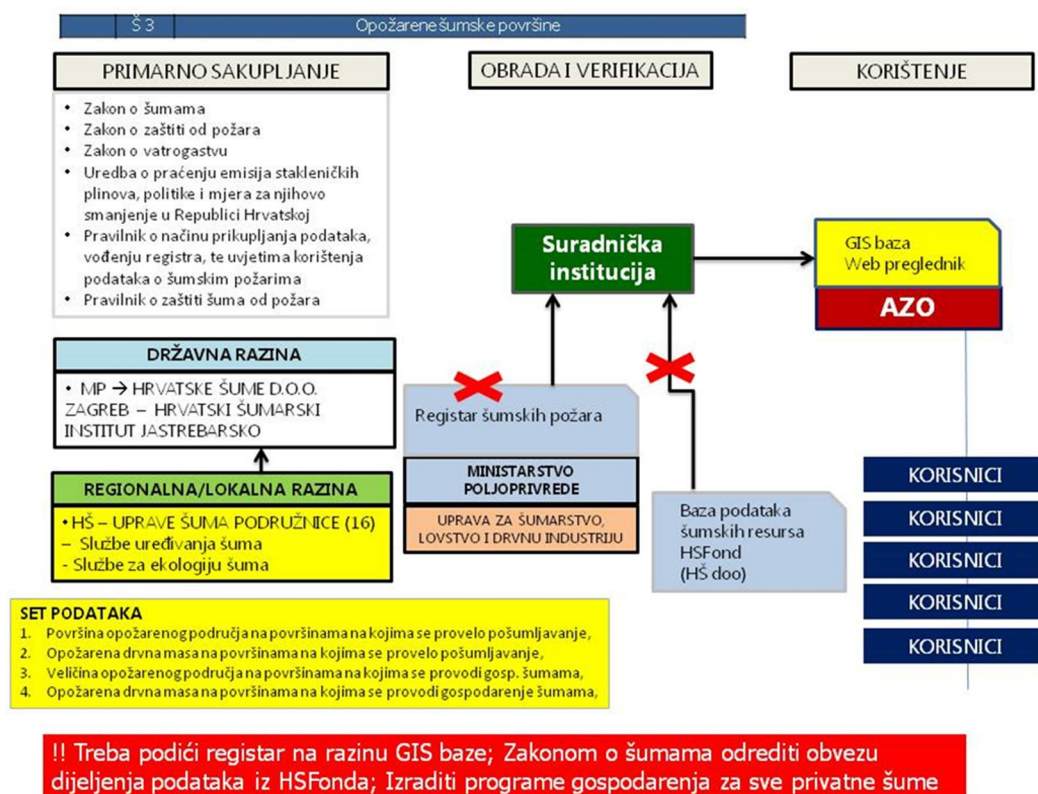 Š 3 Opožarene šumske površine
PRIMARNO SAKUPLJANJE
• Zakon o šumama
• Zakon o zaštiti od požara
• Zakon o vatrogastvu
• Uredba o praćenju emisija stakleničkih
plinova, politike i mjera za njihovo
smanjenje u Republici Hrvatskoj
• Pravilnik o načinu prikupljanja podataka,
vođenju registra, te uvjetima korištenja
podataka o šumskim požarima
• Pravilnik o zaštiti šuma od požara
DRŽAVNA RAZINA
• MP → HRVATSKE ŠUME D.O.O.
ZAGREB – HRVATSKI ŠUMARSKI
INSTITUT JASTREBARSKO
REGIONALNA/LOKALNA RAZINA
• HŠ – UPRAVE ŠUMA PODRUŽNICE (16)
– Službe uređivanja šuma
- Službe za ekologiju šuma
OBRADA I VERIFIKACIJA
Suradnička
institucija
Registar šumskih požara
MINISTARSTVO
POLJOPRIVREDE
UPRAVA ZA ŠUMARSTVO,
LOVSTVO I DRVNU INDUSTRIJU
Baza podataka
šumskih resursa
HSFond
(HŠ doo)
KORIŠTENJE
GIS baza
Web preglednik
AZO
KORISNICI
KORISNICI
KORISNICI
KORISNICI
KORISNICI
SET PODATAKA
1. Površina opožarenog područja na površinama na kojima se provelo pošumljavanje,
2. Opožarena drvna masa na površinama na kojima se provelo pošumljavanje,
3. Veličina opožarenog područja na površinama na kojima se provodi gosp. šumama,
4. Opožarena drvna masa na površinama na kojima se provodi gospodarenje šumama,
!! Treba podići registar na razinu GIS baze; Zakonom o šumama odrediti obvezu
dijeljenja podataka iz HSFonda; Izraditi programe gospodarenja za sve privatne šume